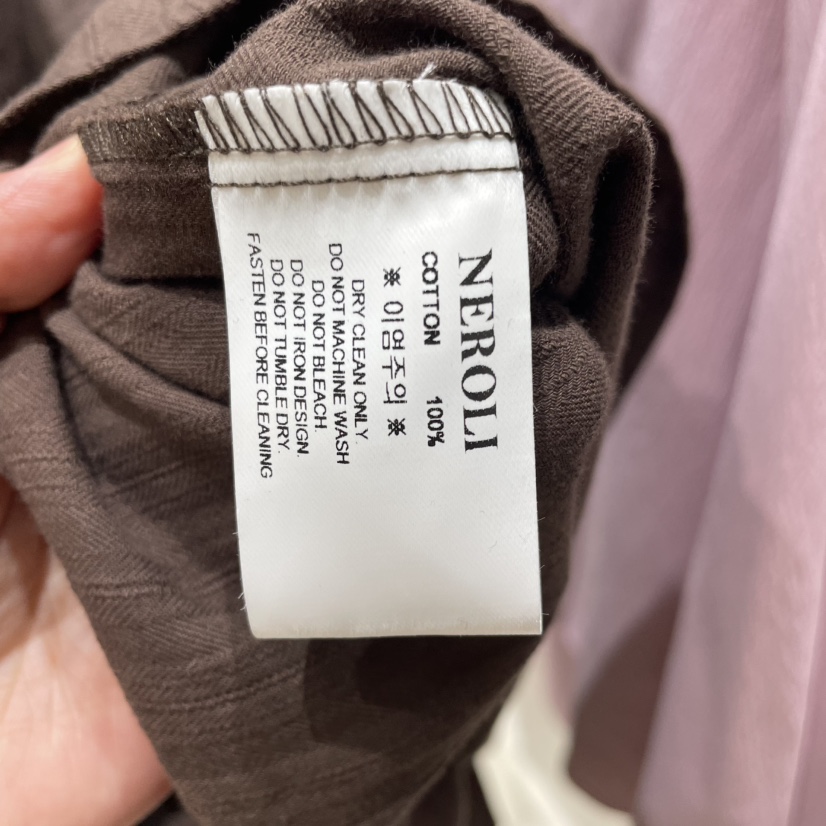 NEROLI
COTTON 100%
※ 이염주의 ※
DRY CLEAN ONLY.
DO NOT MACHINE WASH
DO NOT BLEACH.
DO NOT IRON DESIGN.
DO NOT TUMBLE DRY.
FASTEN BEFORE CLEANING